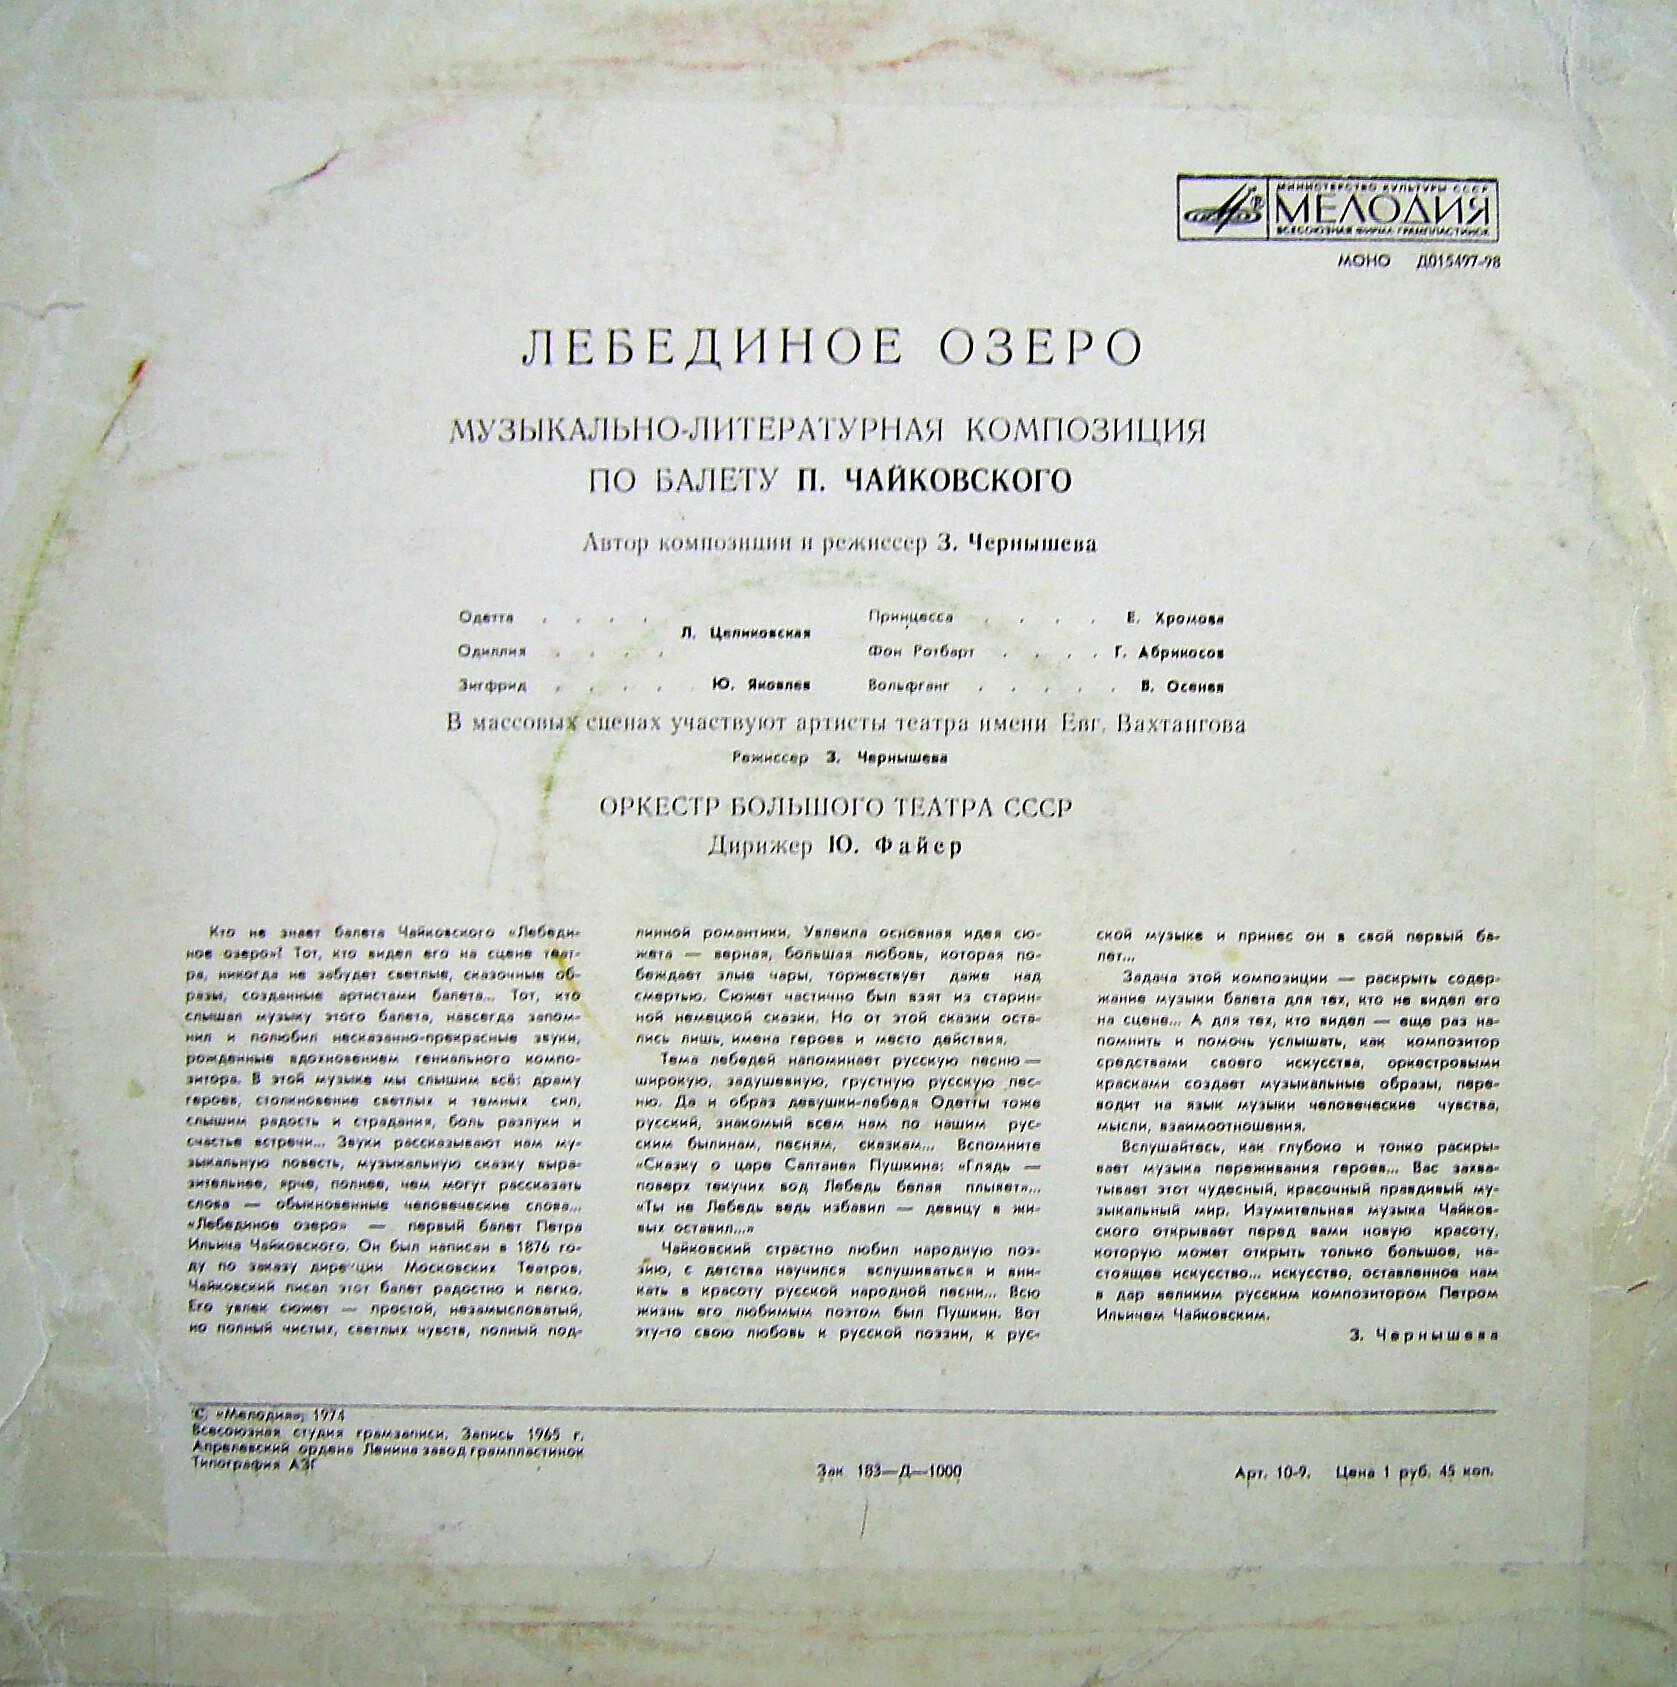 МИНИСТЕРСТВО КУЛЬТУРЫ СССР
МЕЛОДИЯ
ВСЕСОЮЗНАЯ ФИРМА ГРАМПЛАСТИНОК
МОНО Д015497-98
ЛЕБЕДИНОЕ ОЗЕРО
МУЗЫКАЛЬНО-ЛИТЕРАТУРНАЯ КОМПОЗИЦИЯ
ПО БАЛЕТУ П. ЧАЙКОВСКОГО
Автор композиции и режиссер З. Чернышева
Одетта . . . .
Л. Целиковская
Одиллия . . . .
Зигфрид . . . . Ю. Яковлев
Принцесса . . . . Е. Хромова
Фон Ротбарт . . . . Г. Абрикосов
Вольфганг . . . . . В. Осенев
В массовых сценах участвуют артисты театра имени Евг. Вахтангова
Режиссер З. Чернышева
ОРКЕСТР БОЛЬШОГО ТЕАТРА СССР
Дирижер Ю. Файер
Кто не знает балета Чайковского «Лебеди-
ное озеро»? Тот, кто видел его на сцене теат-
ра, никогда не забудет светлые, сказочные об-
разы, созданные артистами балета... Тот, кто
слышал музыку этого балета, навсегда запом-
нил и полюбил несказанно-прекрасные звуки,
рожденные вдохновением гениального компо-
зитора. В этой музыке мы слышим всё: драму
героев, столкновение светлых и темных сил,
слышим радость и страдания, боль разлуки и
счастье встречи... Звуки рассказывают нам му-
зыкальную повесть, музыкальную сказку выра-
зительнее, ярче, полнее, чем могут рассказать
слова — обыкновенные человеческие слова...
«Лебединое озеро» — первый балет Петра
Ильича Чайковского. Он был написан в 1876 го-
ду по заказу дирекции Московских Театров.
Чайковский писал этот балет радостно и легко.
Его увлек сюжет — простой, незамысловатый,
но полный чистых, светлых чувств, полный под-
линной романтики. Увлекла основная идея сю-
жета — верная, большая любовь, которая по-
беждает злые чары, торжествует даже над
смертью. Сюжет частично был взят из старин-
ной немецкой сказки. Но от этой сказки оста-
лись лишь имена героев и место действия.
Тема лебедей напоминает русскую песню —
широкую, задушевную, грустную русскую пес-
ню. Да и образ девушки-лебедя Одетты тоже
русский, знакомый всем нам по нашим рус-
ским былинам, песням, сказкам... Вспомните
«Сказку о царе Салтане» Пушкина: «Глядь —
поверх текучих вод Лебедь белая плывет»...
«Ты не Лебедь ведь избавил — девицу в жи-
вых оставил...»
Чайковский страстно любил народную поэ-
зию, с детства научился вслушиваться и вни-
кать в красоту русской народной песни... Всю
жизнь его любимым поэтом был Пушкин. Вот
эту-то свою любовь к русской поэзии, к рус-
ской музыке и принес он в свой первый ба-
лет...
Задача этой композиции — раскрыть содер-
жание музыки балета для тех, кто не видел его
на сцене... А для тех, кто видел — еще раз на-
помнить и помочь услышать, как композитор
средствами своего искусства, оркестровыми
красками создает музыкальные образы, пере-
водит на язык музыки человеческие чувства,
мысли, взаимоотношения.
Вслушайтесь, как глубоко и тонко раскры-
вает музыка переживания героев... Вас захва-
тывает этот чудесный, красочный правдивый му-
зыкальный мир. Изумительная музыка Чайков-
ского открывает перед вами новую красоту,
которую может открыть только большое, на-
стоящее искусство... искусство, оставленное нам
в дар великим русским композитором Петром
Ильичем Чайковским.
З. Чернышева
© «Мелодия», 1974
Всесоюзная студия грамзаписи. Запись 1965 г.
Апрелевский ордена Ленина завод грампластинок
Типография АЗГ
Зак 183—Д—1000
Арт. 10-9. Цена 1 руб. 45 коп.